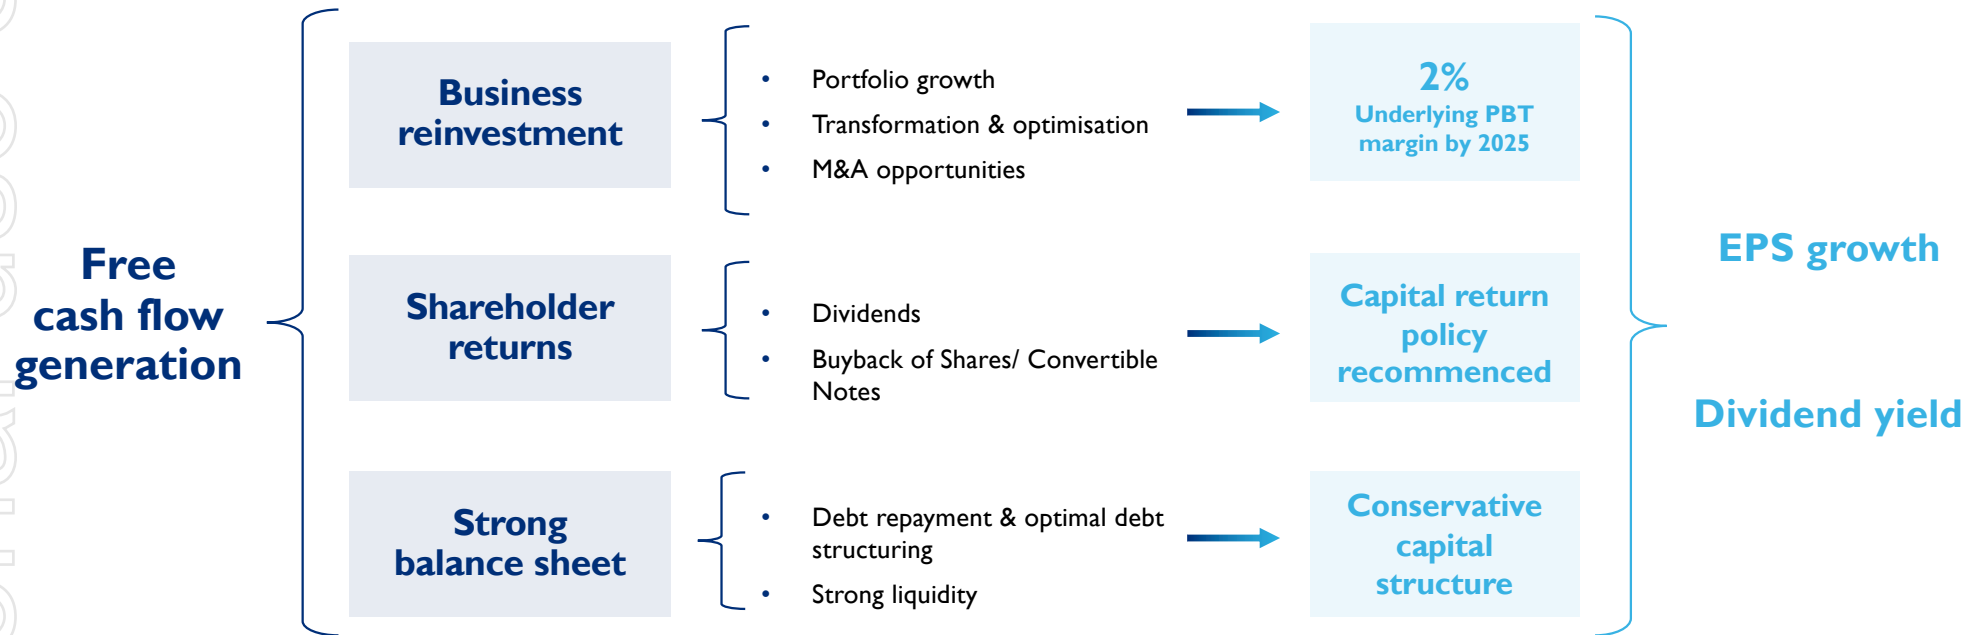 Free
cash flow
generation
Business
reinvestment
• Portfolio growth
• Transformation & optimisation
• M&A opportunities
2%
Underlying PBT
margin by 2025
Shareholder
returns
• Dividends
• Buyback of Shares/ Convertible
Notes
Capital return
policy
recommenced
Strong
balance sheet
• Debt repayment & optimal debt
structuring
• Strong liquidity
Conservative
capital
structure
EPS growth
Dividend yield